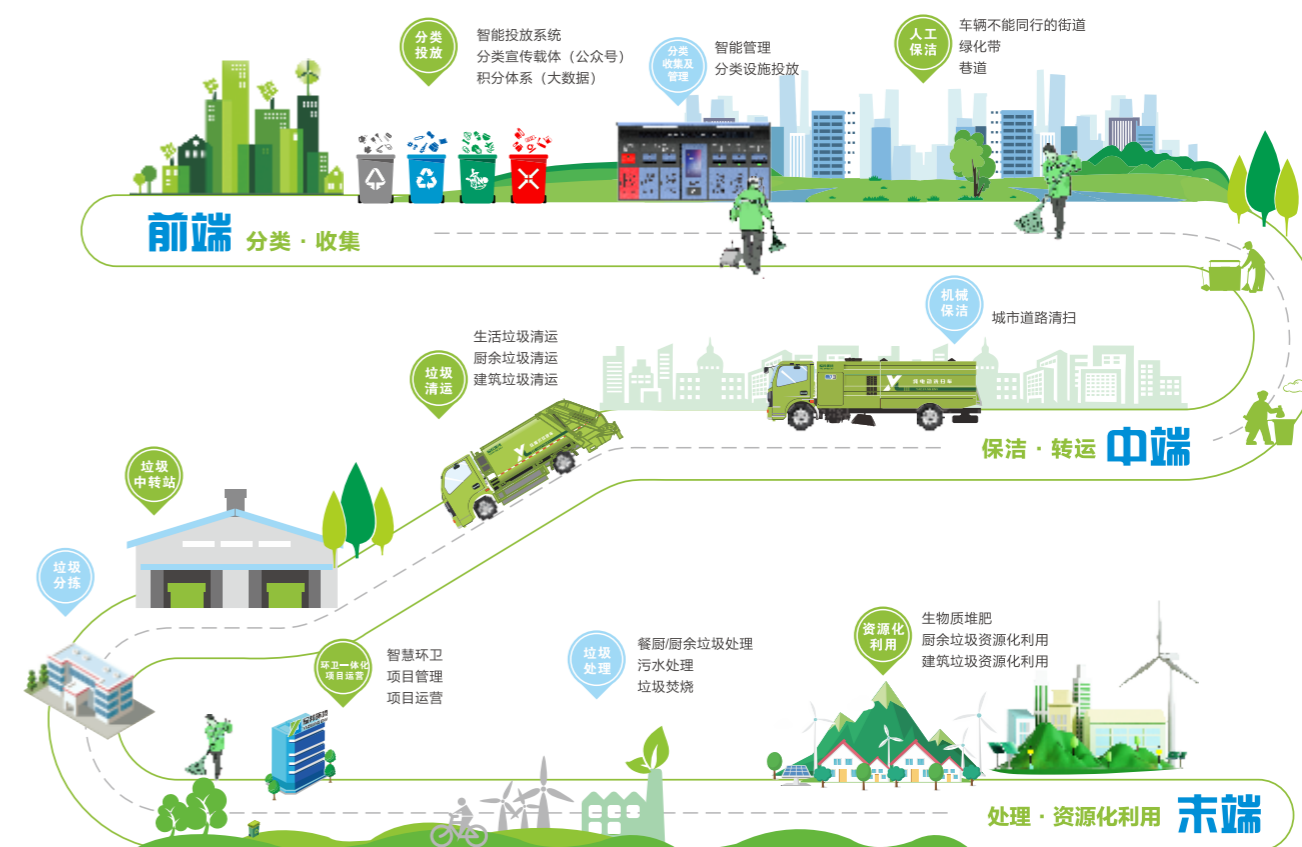 分类
投放
智能投放系统
分类宣传载体（公众号）
积分体系（大数据）
分类
收集及
管理
智能管理
分类设施投放
人工
保洁
车辆不能同行的街道
绿化带
巷道
前端 分类·收集
机械
保洁
城市道路清扫
垃圾
清运
生活垃圾清运
厨余垃圾清运
建筑垃圾清运
保洁·转运 中端
垃圾
中转站
垃圾
分拣
环卫一体化
项目运营
智慧环卫
项目管理
项目运营
垃圾
处理
餐厨/厨余垃圾处理
污水处理
垃圾焚烧
资源化
利用
生物质堆肥
厨余垃圾资源化利用
建筑垃圾资源化利用
处理·资源化利用 末端